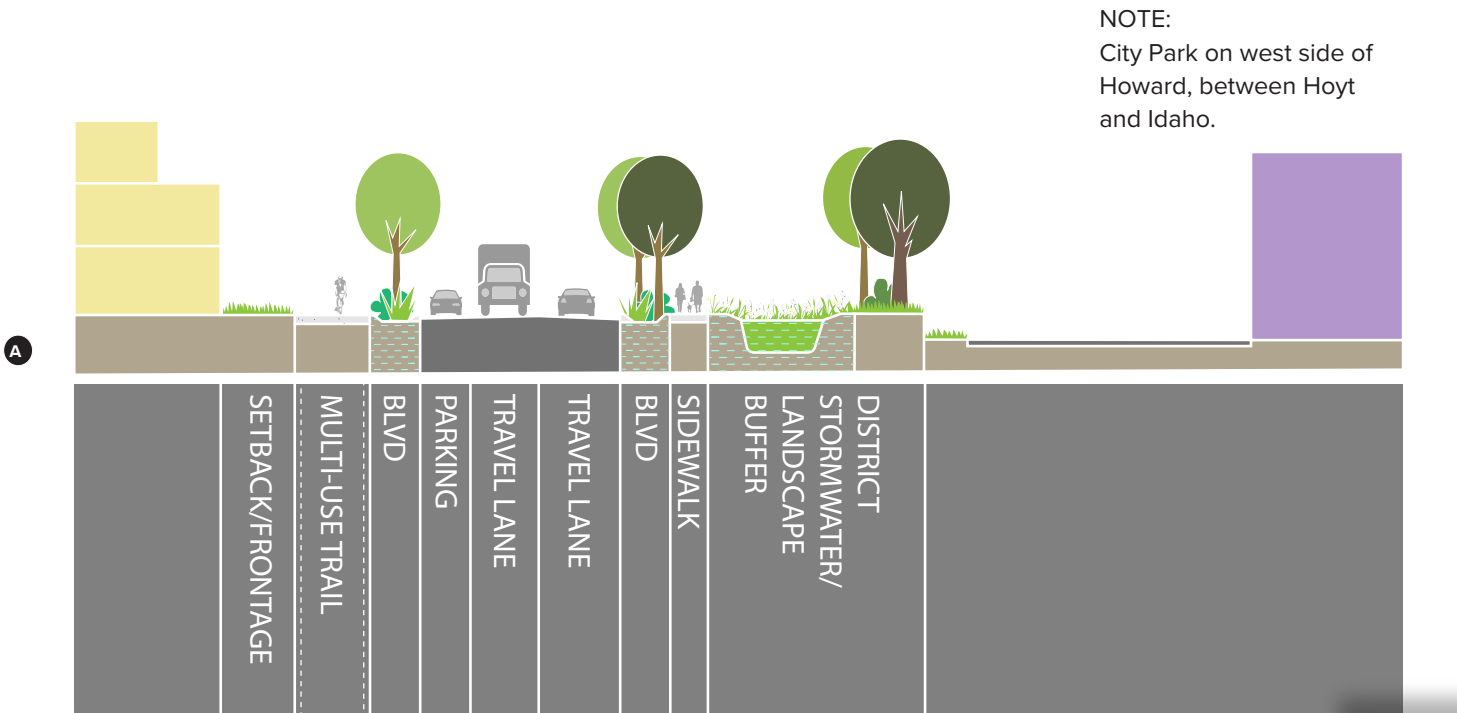 NOTE:
City Park on west side of
Howard, between Hoyt
and Idaho.
A
SETBACK/FRONTAGE
MULTI-USE TRAIL
BLVD
PARKING
TRAVEL LANE
TRAVEL LANE
BLVD
SIDEWALK
DISTRICT
STORMWATER/
LANDSCAPE
BUFFER